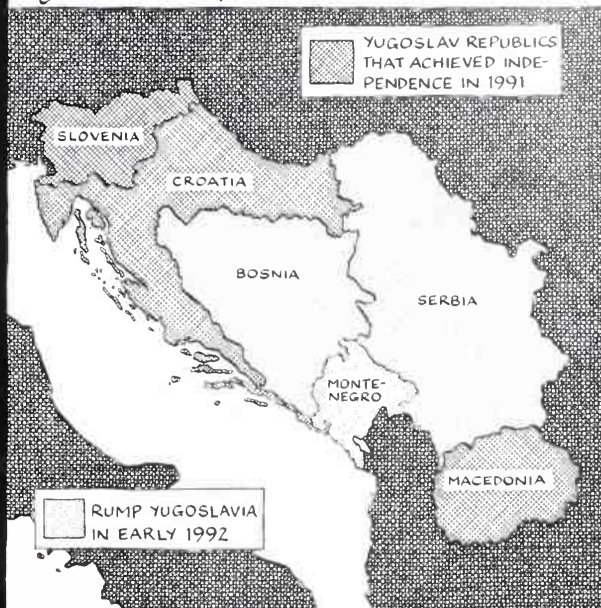 YUGOSLAV REPUBLICS
THAT ACHIEVED INDE-
PENDENCE IN 1991
SLOVENIA
CROATIA
BOSNIA
SERBIA
MONTE-
NEGRO
MACEDONIA
RUMP YUGOSLAVIA
IN EARLY 1992